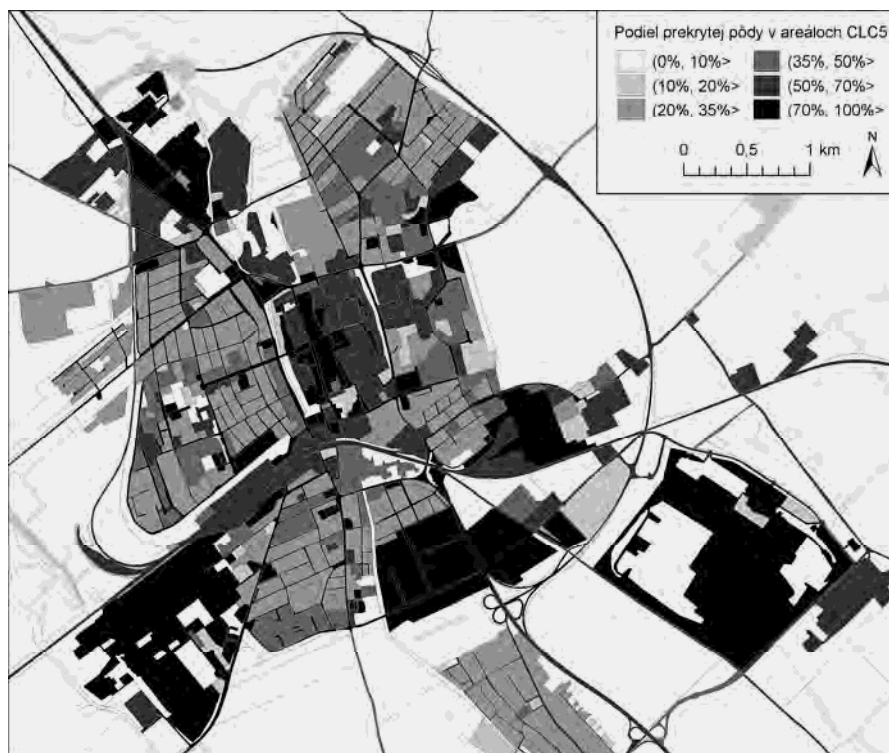 Podiel prekrytej pôdy v areáloch CLC5
(0%, 10%> (35%, 50%>
(10%, 20%> (50%, 70%>
(20%, 35%> (70%, 100%>
0 0,5 1 km
N